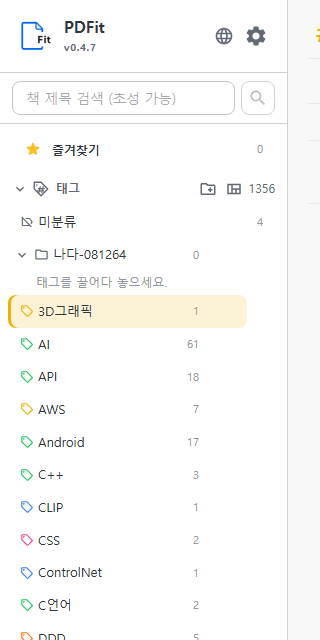 Fit
PDFit
v0.4.7
책 제목 검색 (초성 가능)
즐겨찾기 0
태그 1356
미분류 4
나다-081264 0
태그를 끌어다 놓으세요.
3D그래픽 1
AI 61
API 18
AWS 7
Android 17
C++ 3
CLIP 1
CSS 2
ControlNet 1
C언어 2
DDD 5